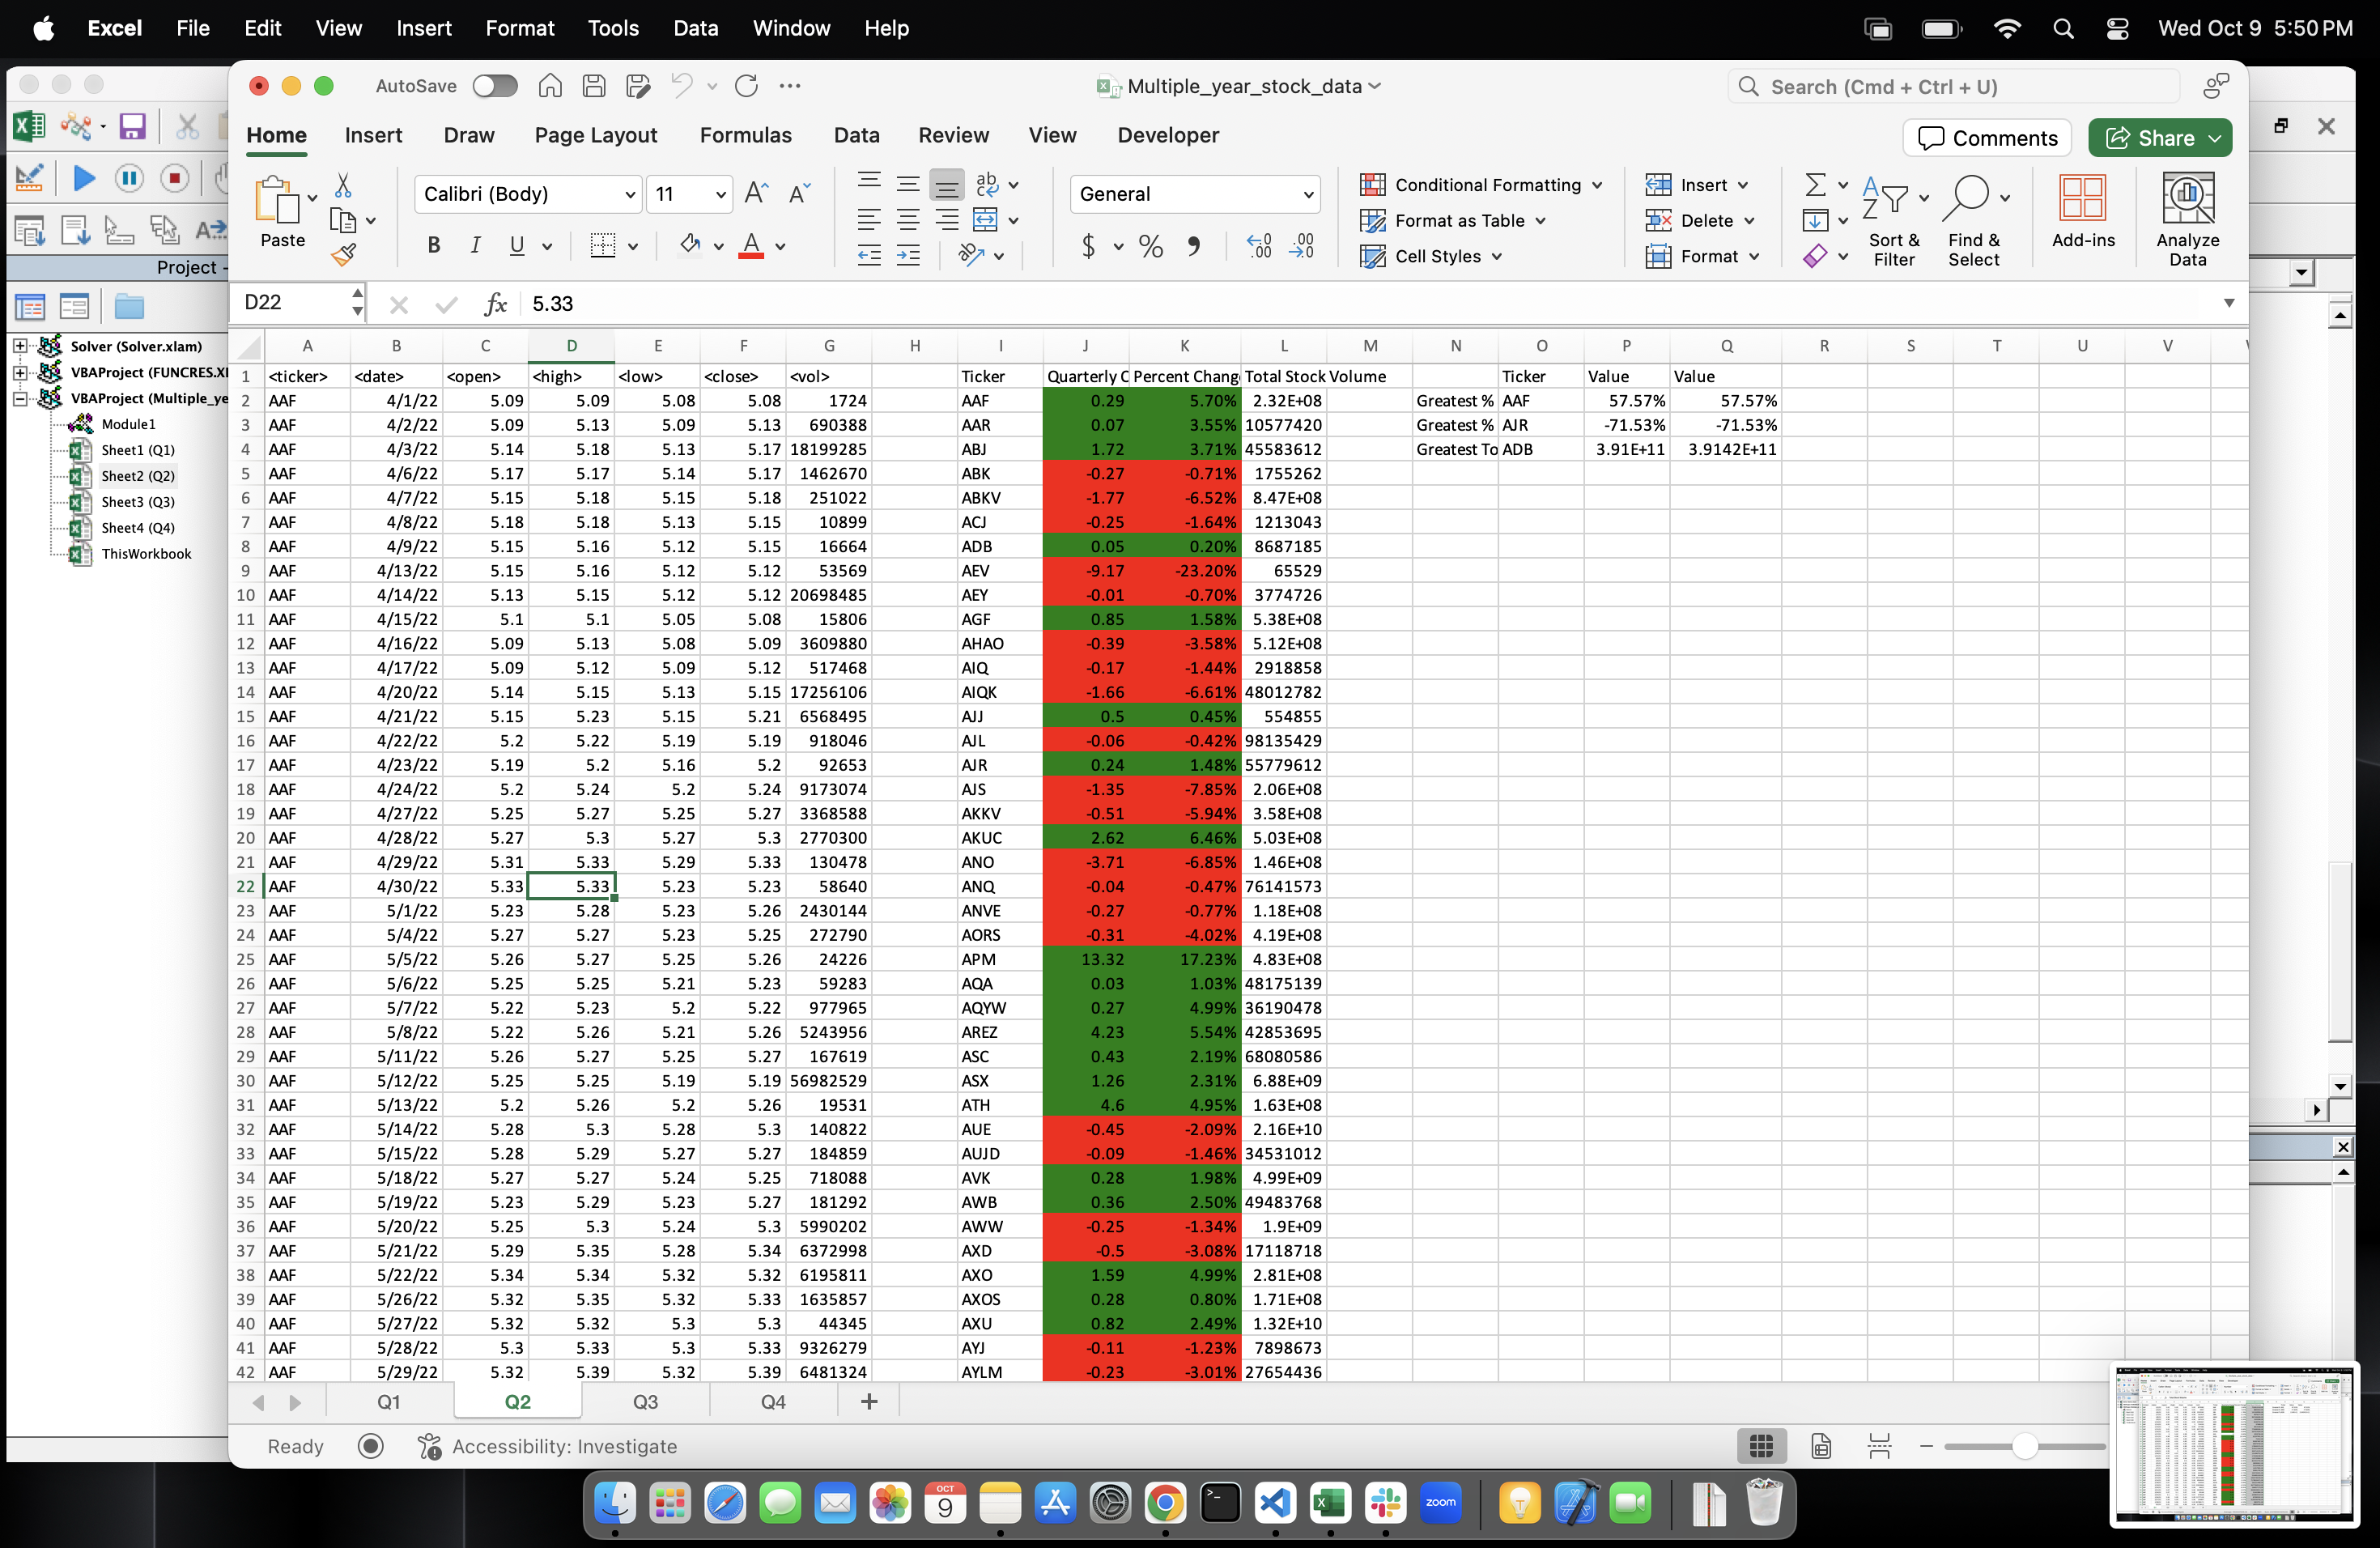 Excel File Edit View Insert Format Tools Data Window Help Wed Oct 9 5:50 PM
AutoSave Multiple_year_stock_data Search (Cmd + Ctrl + U)
Home Insert Draw Page Layout Formulas Data Review View Developer Comments Share
Calibri (Body) 11 ab General Conditional Formatting Insert
Format as Table Delete
Paste B I U A $ % 9 Cell Styles Format Sort & Filter Find & Select Add-ins Analyze Data
Project -
D22 fx 5.33
Solver (Solver.xlam)
VBAProject (FUNCRES.Xl
VBAProject (Multiple_ye
Module1
Sheet1 (Q1)
Sheet2 (Q2)
Sheet3 (Q3)
Sheet4 (Q4)
ThisWorkbook
A B C D E F G H I J K L M N O P Q R S T U V
1 <ticker> <date> <open> <high> <low> <close> <vol> Ticker Quarterly C Percent Chang Total Stock Volume Ticker Value Value
2 AAF 4/1/22 5.09 5.09 5.08 5.08 1724 AAF 0.29 5.70% 2.32E+08 Greatest % AAF 57.57% 57.57%
3 AAF 4/2/22 5.09 5.13 5.09 5.13 690388 AAR 0.07 3.55% 10577420 Greatest % AJR -71.53% -71.53%
4 AAF 4/3/22 5.14 5.18 5.13 5.17 18199285 ABJ 1.72 3.71% 45583612 Greatest To ADB 3.91E+11 3.9142E+11
5 AAF 4/6/22 5.17 5.17 5.14 5.17 1462670 ABK -0.27 -0.71% 1755262
6 AAF 4/7/22 5.15 5.18 5.15 5.18 251022 ABKV -1.77 -6.52% 8.47E+08
7 AAF 4/8/22 5.18 5.18 5.13 5.15 10899 ACJ -0.25 -1.64% 1213043
8 AAF 4/9/22 5.15 5.16 5.12 5.15 16664 ADB 0.05 0.20% 8687185
9 AAF 4/13/22 5.15 5.16 5.12 5.12 53569 AEV -9.17 -23.20% 65529
10 AAF 4/14/22 5.13 5.15 5.12 5.12 20698485 AEY -0.01 -0.70% 3774726
11 AAF 4/15/22 5.1 5.1 5.05 5.08 15806 AGF 0.85 1.58% 5.38E+08
12 AAF 4/16/22 5.09 5.13 5.08 5.09 3609880 AHAO -0.39 -3.58% 5.12E+08
13 AAF 4/17/22 5.09 5.12 5.09 5.12 517468 AIQ -0.17 -1.44% 2918858
14 AAF 4/20/22 5.14 5.15 5.13 5.15 17256106 AIQK -1.66 -6.61% 48012782
15 AAF 4/21/22 5.15 5.23 5.15 5.21 6568495 AJJ 0.5 0.45% 554855
16 AAF 4/22/22 5.2 5.22 5.19 5.19 918046 AJL -0.06 -0.42% 98135429
17 AAF 4/23/22 5.19 5.2 5.16 5.2 92653 AJR 0.24 1.48% 55779612
18 AAF 4/24/22 5.2 5.24 5.2 5.24 9173074 AJS -1.35 -7.85% 2.06E+08
19 AAF 4/27/22 5.25 5.27 5.25 5.27 3368588 AKKV -0.51 -5.94% 3.58E+08
20 AAF 4/28/22 5.27 5.3 5.27 5.3 2770300 AKUC 2.62 6.46% 5.03E+08
21 AAF 4/29/22 5.31 5.33 5.29 5.33 130478 ANO -3.71 -6.85% 1.46E+08
22 AAF 4/30/22 5.33 5.33 5.23 5.23 58640 ANQ -0.04 -0.47% 76141573
23 AAF 5/1/22 5.23 5.28 5.23 5.26 2430144 ANVE -0.27 -0.77% 1.18E+08
24 AAF 5/4/22 5.27 5.27 5.23 5.25 272790 AORS -0.31 -4.02% 4.19E+08
25 AAF 5/5/22 5.26 5.27 5.25 5.26 24226 APM 13.32 17.23% 4.83E+08
26 AAF 5/6/22 5.25 5.25 5.21 5.23 59283 AQA 0.03 1.03% 48175139
27 AAF 5/7/22 5.22 5.23 5.2 5.22 977965 AQYW 0.27 4.99% 36190478
28 AAF 5/8/22 5.22 5.26 5.21 5.26 5243956 AREZ 4.23 5.54% 42853695
29 AAF 5/11/22 5.26 5.27 5.25 5.27 167619 ASC 0.43 2.19% 68080586
30 AAF 5/12/22 5.25 5.25 5.19 5.19 56982529 ASX 1.26 2.31% 6.88E+09
31 AAF 5/13/22 5.2 5.26 5.2 5.26 19531 ATH 4.6 4.95% 1.63E+08
32 AAF 5/14/22 5.28 5.3 5.28 5.3 140822 AUE -0.45 -2.09% 2.16E+10
33 AAF 5/15/22 5.28 5.29 5.27 5.27 184859 AUJD -0.09 -1.46% 34531012
34 AAF 5/18/22 5.27 5.27 5.24 5.25 718088 AVK 0.28 1.98% 4.99E+09
35 AAF 5/19/22 5.23 5.29 5.23 5.27 181292 AWB 0.36 2.50% 49483768
36 AAF 5/20/22 5.25 5.3 5.24 5.3 5990202 AWW -0.25 -1.34% 1.9E+09
37 AAF 5/21/22 5.29 5.35 5.28 5.34 6372998 AXD -0.5 -3.08% 17118718
38 AAF 5/22/22 5.34 5.34 5.32 5.32 6195811 AXO 1.59 4.99% 2.81E+08
39 AAF 5/26/22 5.32 5.35 5.32 5.33 1635857 AXOS 0.28 0.80% 1.71E+08
40 AAF 5/27/22 5.32 5.32 5.3 5.3 44345 AXU 0.82 2.49% 1.32E+10
41 AAF 5/28/22 5.3 5.33 5.3 5.33 9326279 AYJ -0.11 -1.23% 7898673
42 AAF 5/29/22 5.32 5.39 5.32 5.39 6481324 AYLM -0.23 -3.01% 27654436
Q1 Q2 Q3 Q4 +
Ready Accessibility: Investigate
OCT 9 zoom